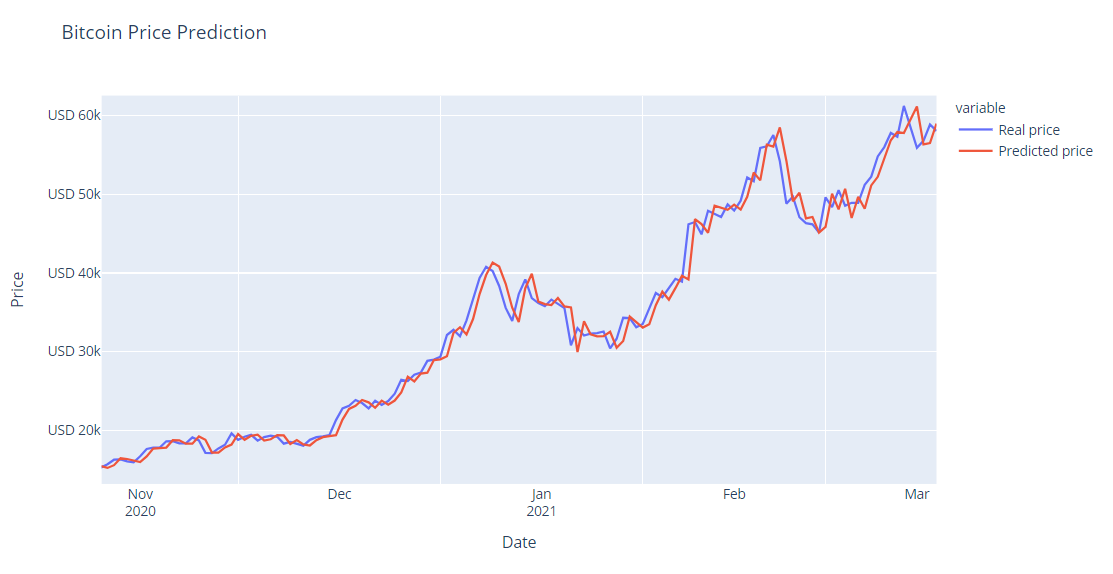 Bitcoin Price Prediction
variable
Real price
Predicted price
Price
USD 60k
USD 50k
USD 40k
USD 30k
USD 20k
Nov
2020
Dec
Jan
2021
Feb
Mar
Date